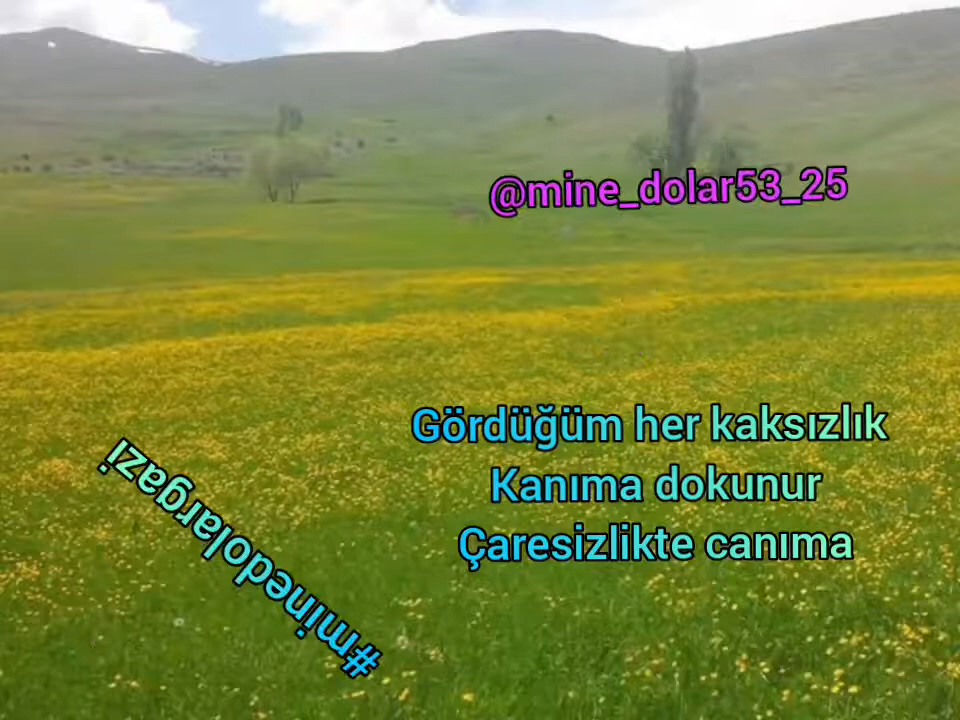 @mine_dolar53_25
Gördüğüm her kaksızlık
Kanıma dokunur
Çaresizlikte canıma
#minedolargazi